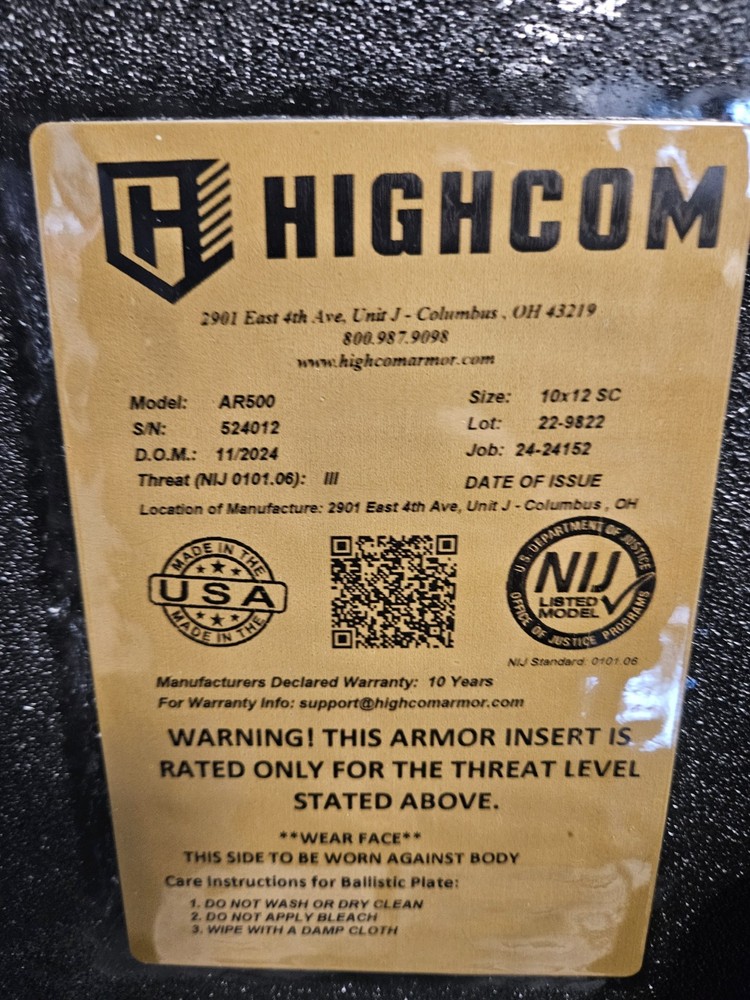 HIGHCOM
2901 East 4th Ave, Unit J - Columbus , OH 43219
800.987.9098
www.highcomarmor.com
Model: AR500
Size: 10x12 SC
S/N: 524012
Lot: 22-9822
D.O.M.: 11/2024
Job: 24-24152
Threat (NIJ 0101.06): III
DATE OF ISSUE
Location of Manufacture: 2901 East 4th Ave, Unit J - Columbus , OH
MADE IN THE
USA
MADE IN THE
U.S. DEPARTMENT OF JUSTICE
NIJ
LISTED
MODEL
OFFICE OF JUSTICE PROGRAMS
NIJ Standard: 0101.06
Manufacturers Declared Warranty: 10 Years
For Warranty Info: support@highcomarmor.com
WARNING! THIS ARMOR INSERT IS
RATED ONLY FOR THE THREAT LEVEL
STATED ABOVE.
**WEAR FACE**
THIS SIDE TO BE WORN AGAINST BODY
Care Instructions for Ballistic Plate:
1. DO NOT WASH OR DRY CLEAN
2. DO NOT APPLY BLEACH
3. WIPE WITH A DAMP CLOTH